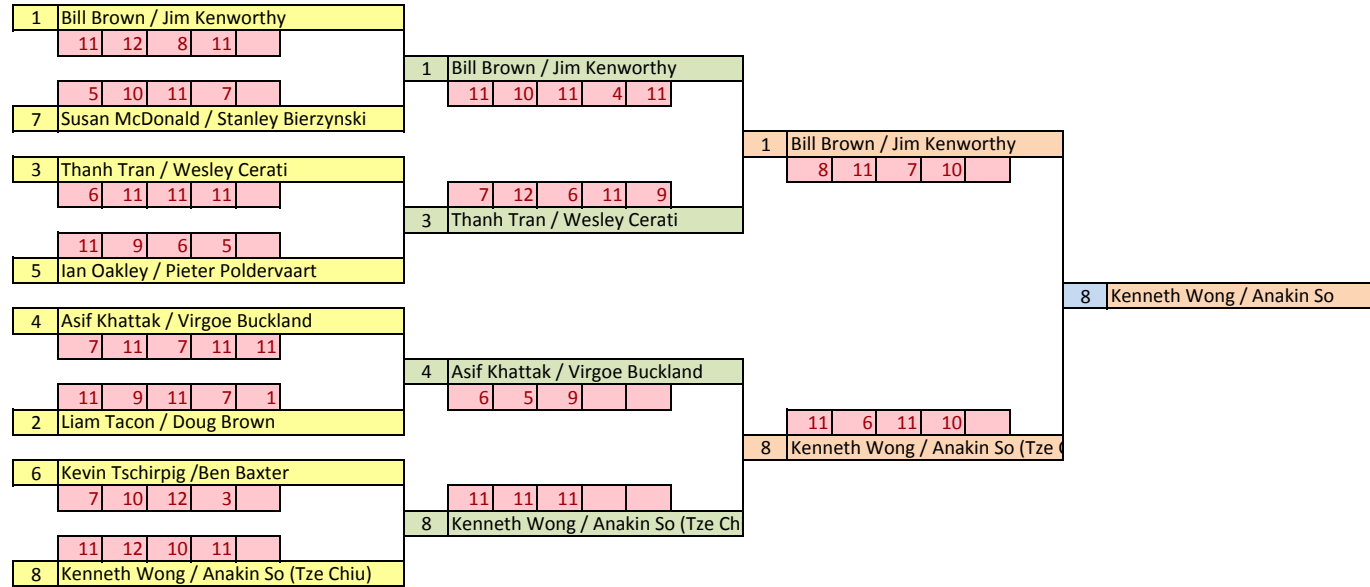 1 Bill Brown / Jim Kenworthy
11 12 8 11
1 Bill Brown / Jim Kenworthy
5 10 11 7
11 10 11 4 11
7 Susan McDonald / Stanley Bierzynski
1 Bill Brown / Jim Kenworthy
3 Thanh Tran / Wesley Cerati
8 11 7 10
6 11 11 11
7 12 6 11 9
3 Thanh Tran / Wesley Cerati
11 9 6 5
5 Ian Oakley / Pieter Poldervaart
8 Kenneth Wong / Anakin So
4 Asif Khattak / Virgoe Buckland
7 11 7 11 11
4 Asif Khattak / Virgoe Buckland
11 9 11 7 1
6 5 9
2 Liam Tacon / Doug Brown
11 6 11 10
8 Kenneth Wong / Anakin So (Tze
6 Kevin Tschirpig /Ben Baxter
7 10 12 3
11 11 11
8 Kenneth Wong / Anakin So (Tze Ch
11 12 10 11
8 Kenneth Wong / Anakin So (Tze Chiu)